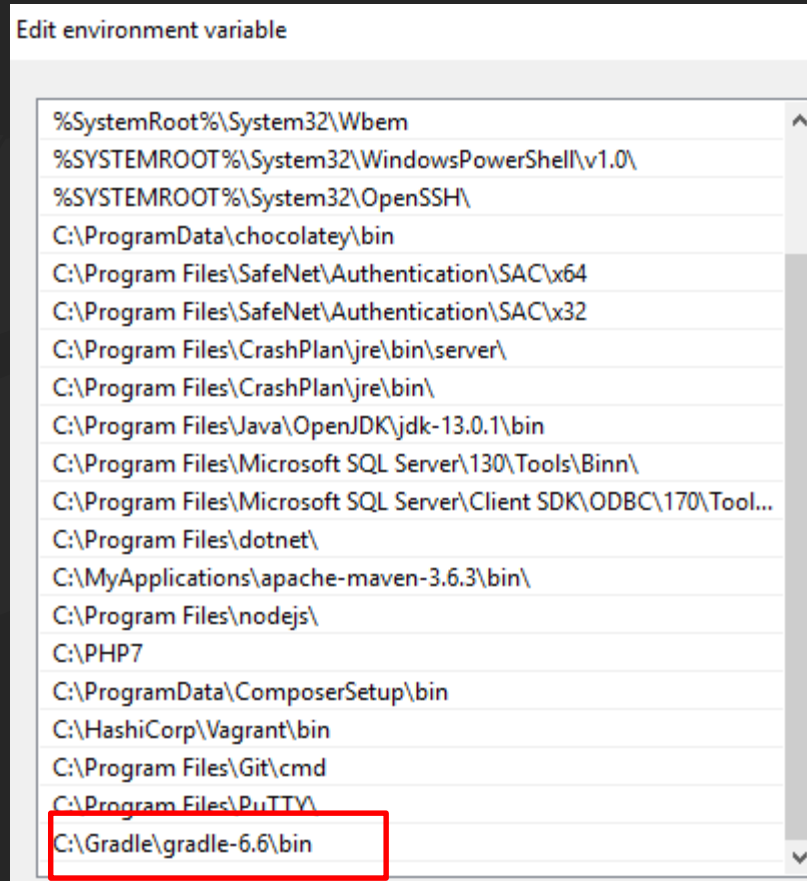 Edit environment variable
%SystemRoot%\System32\Wbem
%SYSTEMROOT%\System32\WindowsPowerShell\v1.0\
%SYSTEMROOT%\System32\OpenSSH\
C:\ProgramData\chocolatey\bin
C:\Program Files\SafeNet\Authentication\SAC\x64
C:\Program Files\SafeNet\Authentication\SAC\x32
C:\Program Files\CrashPlan\jre\bin\server\
C:\Program Files\CrashPlan\jre\bin\
C:\Program Files\Java\OpenJDK\jdk-13.0.1\bin
C:\Program Files\Microsoft SQL Server\130\Tools\Binn\
C:\Program Files\Microsoft SQL Server\Client SDK\ODBC\170\Tool...
C:\Program Files\dotnet\
C:\MyApplications\apache-maven-3.6.3\bin\
C:\Program Files\nodejs\
C:\PHP7
C:\ProgramData\ComposerSetup\bin
C:\HashiCorp\Vagrant\bin
C:\Program Files\Git\cmd
C:\Program Files\PuTTY\
C:\Gradle\gradle-6.6\bin